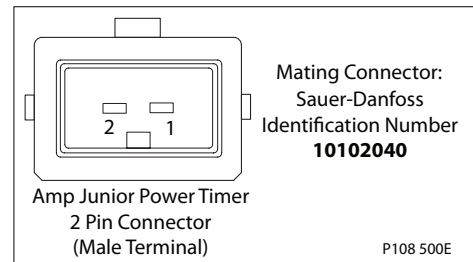 2 1
Amp Junior Power Timer
2 Pin Connector
(Male Terminal)
Mating Connector:
Sauer-Danfoss
Identification Number
10102040
P108 500E